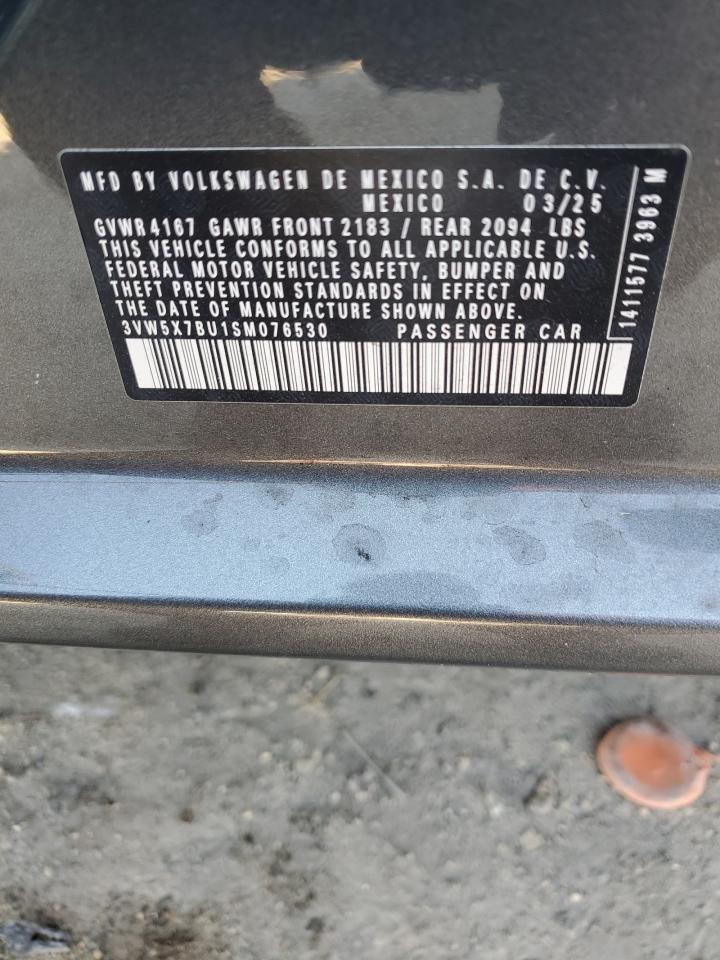 MFD BY VOLKSWAGEN DE MEXICO S.A. DE C.V.
MEXICO 03/25
GVWR 4167 GAWR FRONT 2183 / REAR 2094 LBS
THIS VEHICLE CONFORMS TO ALL APPLICABLE U.S.
FEDERAL MOTOR VEHICLE SAFETY, BUMPER AND
THEFT PREVENTION STANDARDS IN EFFECT ON
THE DATE OF MANUFACTURE SHOWN ABOVE.
3VW5X7BU1SM076530 PASSENGER CAR
1411577 3963 M